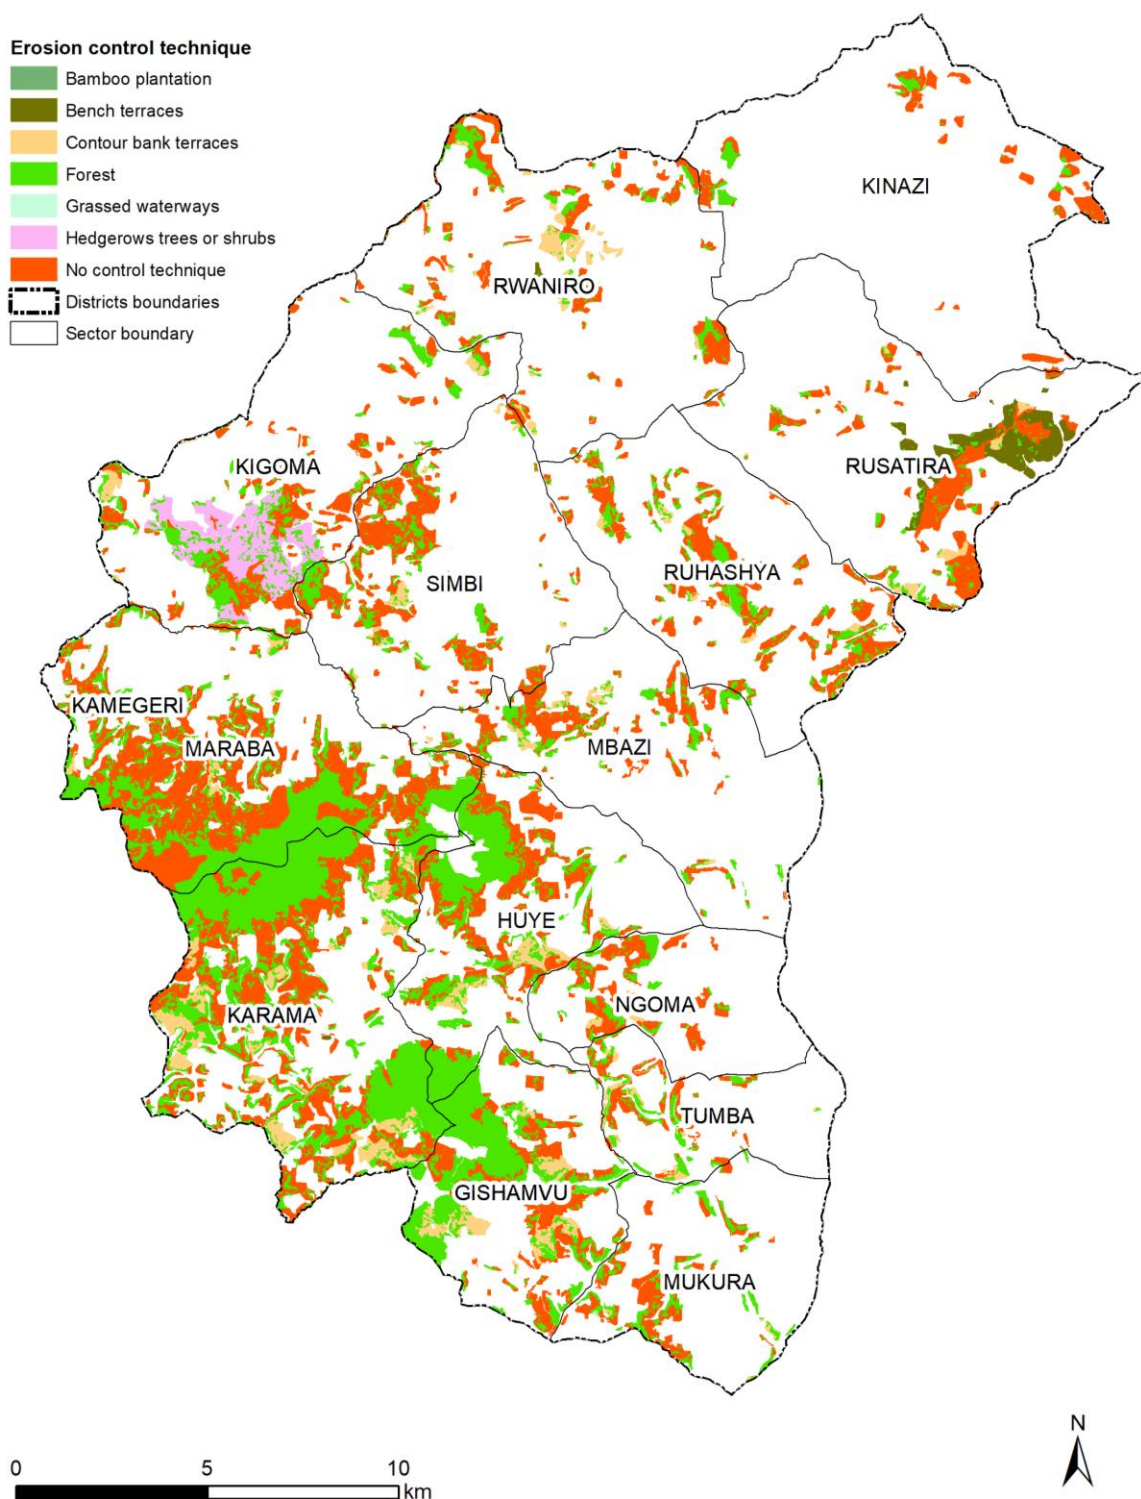 Erosion control technique
Bamboo plantation
Bench terraces
Contour bank terraces
Forest
Grassed waterways
Hedgerows trees or shrubs
No control technique
Districts boundaries
Sector boundary
KINAZI
RWANIRO
KIGOMA
RUSATIRA
SIMBI
RUHASHYA
KAMEGERI
MARABA
MBAZI
HUYE
KARAMA
NGOMA
TUMBA
GISHAMVU
MUKURA
N
0 5 10
km